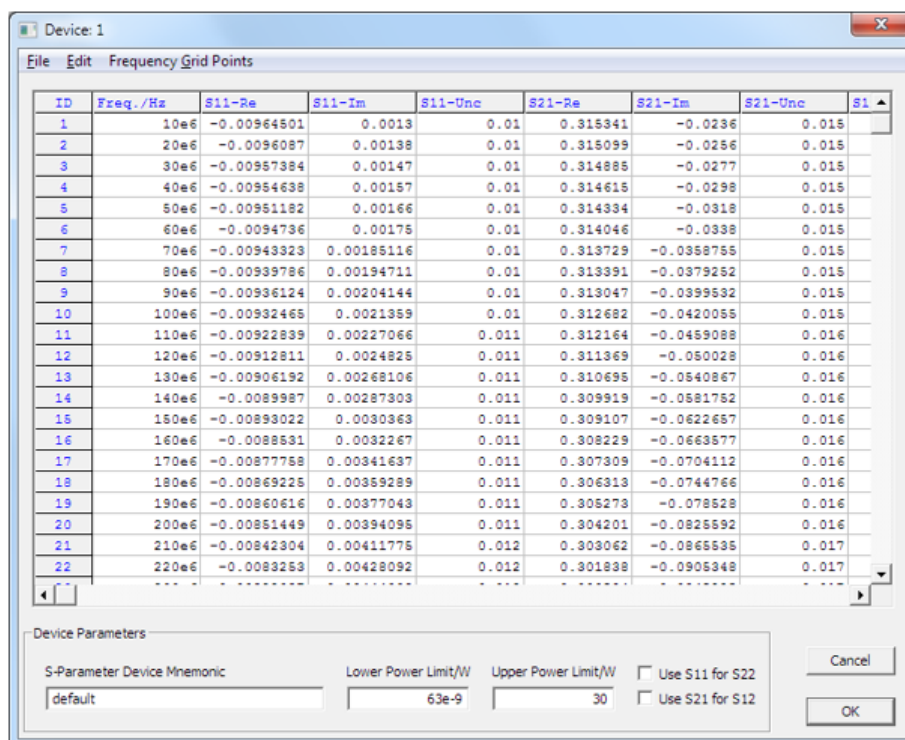 Device: 1
File Edit Frequency Grid Points
ID Freq./Hz S11-Re S11-Im S11-Unc S21-Re S21-Im S21-Unc S1
1 10e6 -0.00964501 0.0013 0.01 0.315341 -0.0236 0.015
2 20e6 -0.0096087 0.00138 0.01 0.315099 -0.0256 0.015
3 30e6 -0.00957384 0.00147 0.01 0.314885 -0.0277 0.015
4 40e6 -0.00954638 0.00157 0.01 0.314615 -0.0298 0.015
5 50e6 -0.00951182 0.00166 0.01 0.314334 -0.0318 0.015
6 60e6 -0.0094736 0.00175 0.01 0.314046 -0.0338 0.015
7 70e6 -0.00943323 0.00185116 0.01 0.313729 -0.0358755 0.015
8 80e6 -0.00939786 0.00194711 0.01 0.313391 -0.0379252 0.015
9 90e6 -0.00936124 0.00204144 0.01 0.313047 -0.0399532 0.015
10 100e6 -0.00932465 0.0021359 0.01 0.312682 -0.0420055 0.015
11 110e6 -0.00922839 0.00227066 0.011 0.312164 -0.0459088 0.016
12 120e6 -0.00912811 0.0024825 0.011 0.311369 -0.050028 0.016
13 130e6 -0.00906192 0.00268106 0.011 0.310695 -0.0540867 0.016
14 140e6 -0.0089987 0.00287303 0.011 0.309919 -0.0581752 0.016
15 150e6 -0.00893022 0.0030363 0.011 0.309107 -0.0622657 0.016
16 160e6 -0.0088531 0.0032267 0.011 0.308229 -0.0663577 0.016
17 170e6 -0.00877758 0.00341637 0.011 0.307309 -0.0704112 0.016
18 180e6 -0.00869225 0.00359289 0.011 0.306313 -0.0744766 0.016
19 190e6 -0.00860616 0.00377043 0.011 0.305273 -0.078528 0.016
20 200e6 -0.00851449 0.00394095 0.011 0.304201 -0.0825592 0.016
21 210e6 -0.00842304 0.00411775 0.012 0.303062 -0.0865535 0.017
22 220e6 -0.0083253 0.00428092 0.012 0.301838 -0.0905348 0.017
Device Parameters
S-Parameter Device Mnemonic Lower Power Limit/W Upper Power Limit/W Use S11 for S22 Cancel
default 63e-9 30 Use S21 for S12 OK